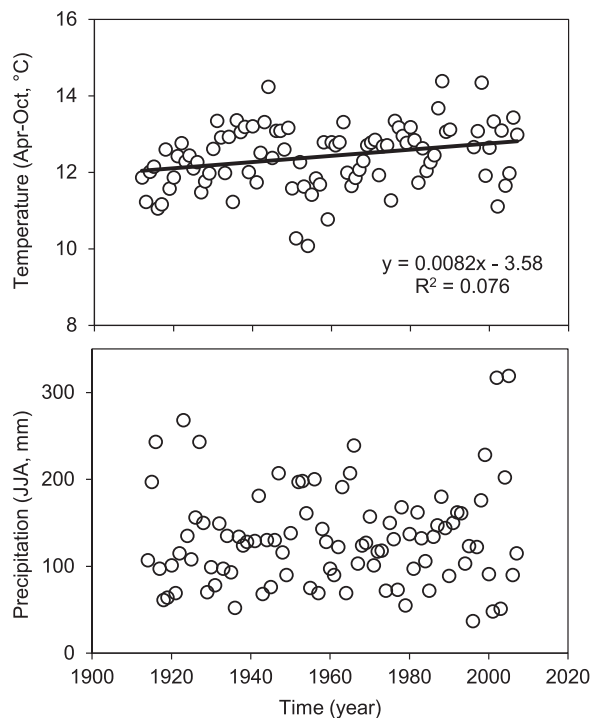 16
14
12
10
8
Temperature (Apr-Oct, °C)
y = 0.0082x - 3.58
R² = 0.076
300
200
100
0
Precipitation (JJA, mm)
1900 1920 1940 1960 1980 2000 2020
Time (year)